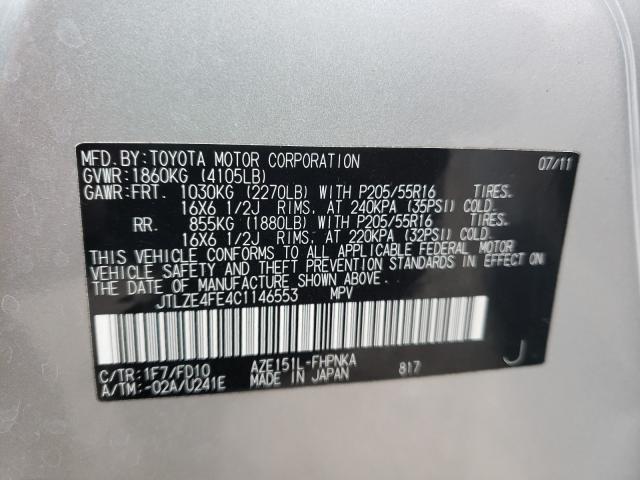 MFD.BY:TOYOTA MOTOR CORPORATION 07/11
GVWR:1860KG (4105LB)
GAWR:FRT. 1030KG (2270LB) WITH P205/55R16 TIRES.
16X6 1/2J RIMS, AT 240KPA (35PSI) COLD.
RR. 855KG (1880LB) WITH P205/55R16 TIRES.
16X6 1/2J RIMS, AT 220KPA (32PSI) COLD.
THIS VEHICLE CONFORMS TO ALL APPLICABLE FEDERAL MOTOR
VEHICLE SAFETY AND THEFT PREVENTION STANDARDS IN EFFECT ON
THE DATE OF MANUFACTURE SHOWN ABOVE.
JTLZE4FE4C1146553 MPV
C/TR:1F7/FD10 AZE151L-FHPNKA
A/TM:-02A/U241E MADE IN JAPAN 817 J